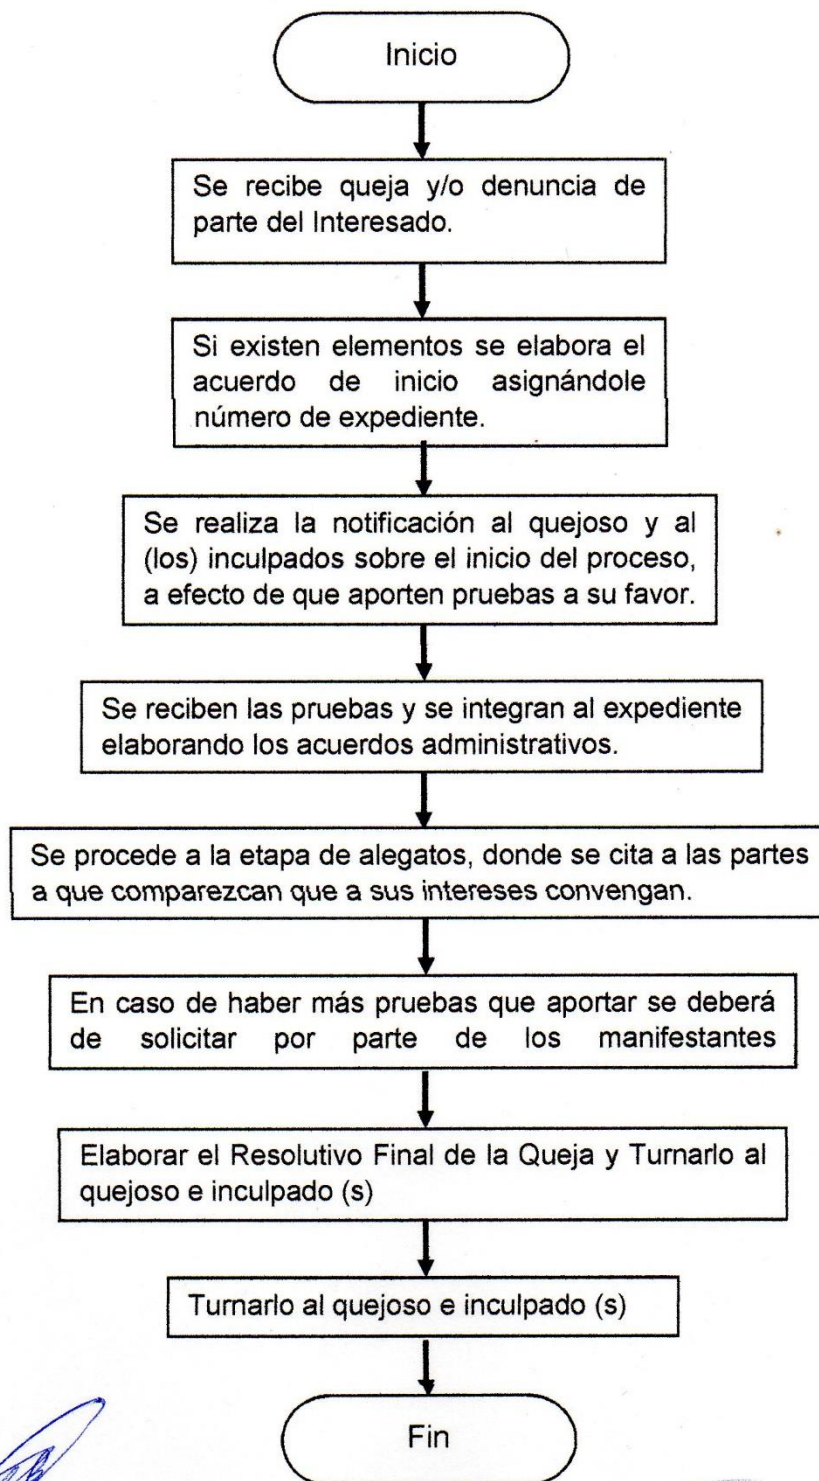 Inicio
Se recibe queja y/o denuncia de
parte del Interesado.
Si existen elementos se elabora el
acuerdo de inicio asignándole
número de expediente.
Se realiza la notificación al quejoso y al
(los) inculpados sobre el inicio del proceso,
a efecto de que aporten pruebas a su favor.
Se reciben las pruebas y se integran al expediente
elaborando los acuerdos administrativos.
Se procede a la etapa de alegatos, donde se cita a las partes
a que comparezcan que a sus intereses convengan.
En caso de haber más pruebas que aportar se deberá
de solicitar por parte de los manifestantes
Elaborar el Resolutivo Final de la Queja y Turnarlo al
quejoso e inculpado (s)
Turnarlo al quejoso e inculpado (s)
Fin